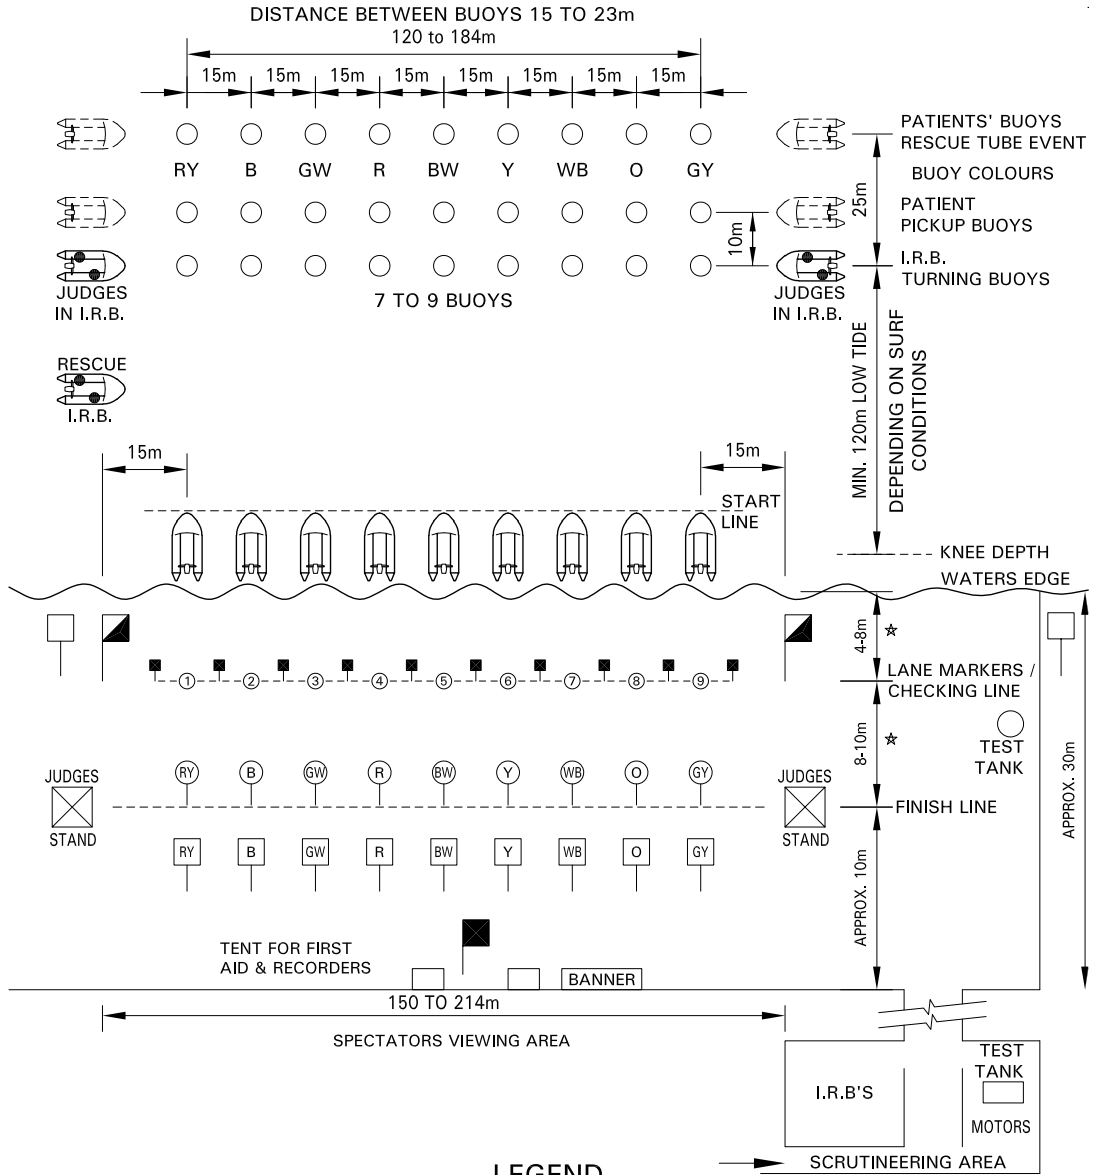 DISTANCE BETWEEN BUOYS 15 TO 23m
120 to 184m
15m 15m 15m 15m 15m 15m 15m 15m
PATIENTS' BUOYS
RESCUE TUBE EVENT
RY B GW R BW Y WB O GY
BUOY COLOURS
25m
PATIENT
PICKUP BUOYS
10m
I.R.B.
TURNING BUOYS
JUDGES
IN I.R.B.
7 TO 9 BUOYS
JUDGES
IN I.R.B.
RESCUE
I.R.B.
MIN. 120m LOW TIDE
DEPENDING ON SURF
CONDITIONS
15m
15m
START
LINE
KNEE DEPTH
WATERS EDGE
4-8m
1 2 3 4 5 6 7 8 9
LANE MARKERS /
CHECKING LINE
8-10m
TEST
TANK
APPROX. 30m
JUDGES
STAND
RY B GW R BW Y WB O GY
JUDGES
STAND
FINISH LINE
RY B GW R BW Y WB O GY
APPROX. 10m
TENT FOR FIRST
AID & RECORDERS
BANNER
150 TO 214m
SPECTATORS VIEWING AREA
TEST
TANK
I.R.B'S
MOTORS
SCRUTINEERING AREA
LEGEND